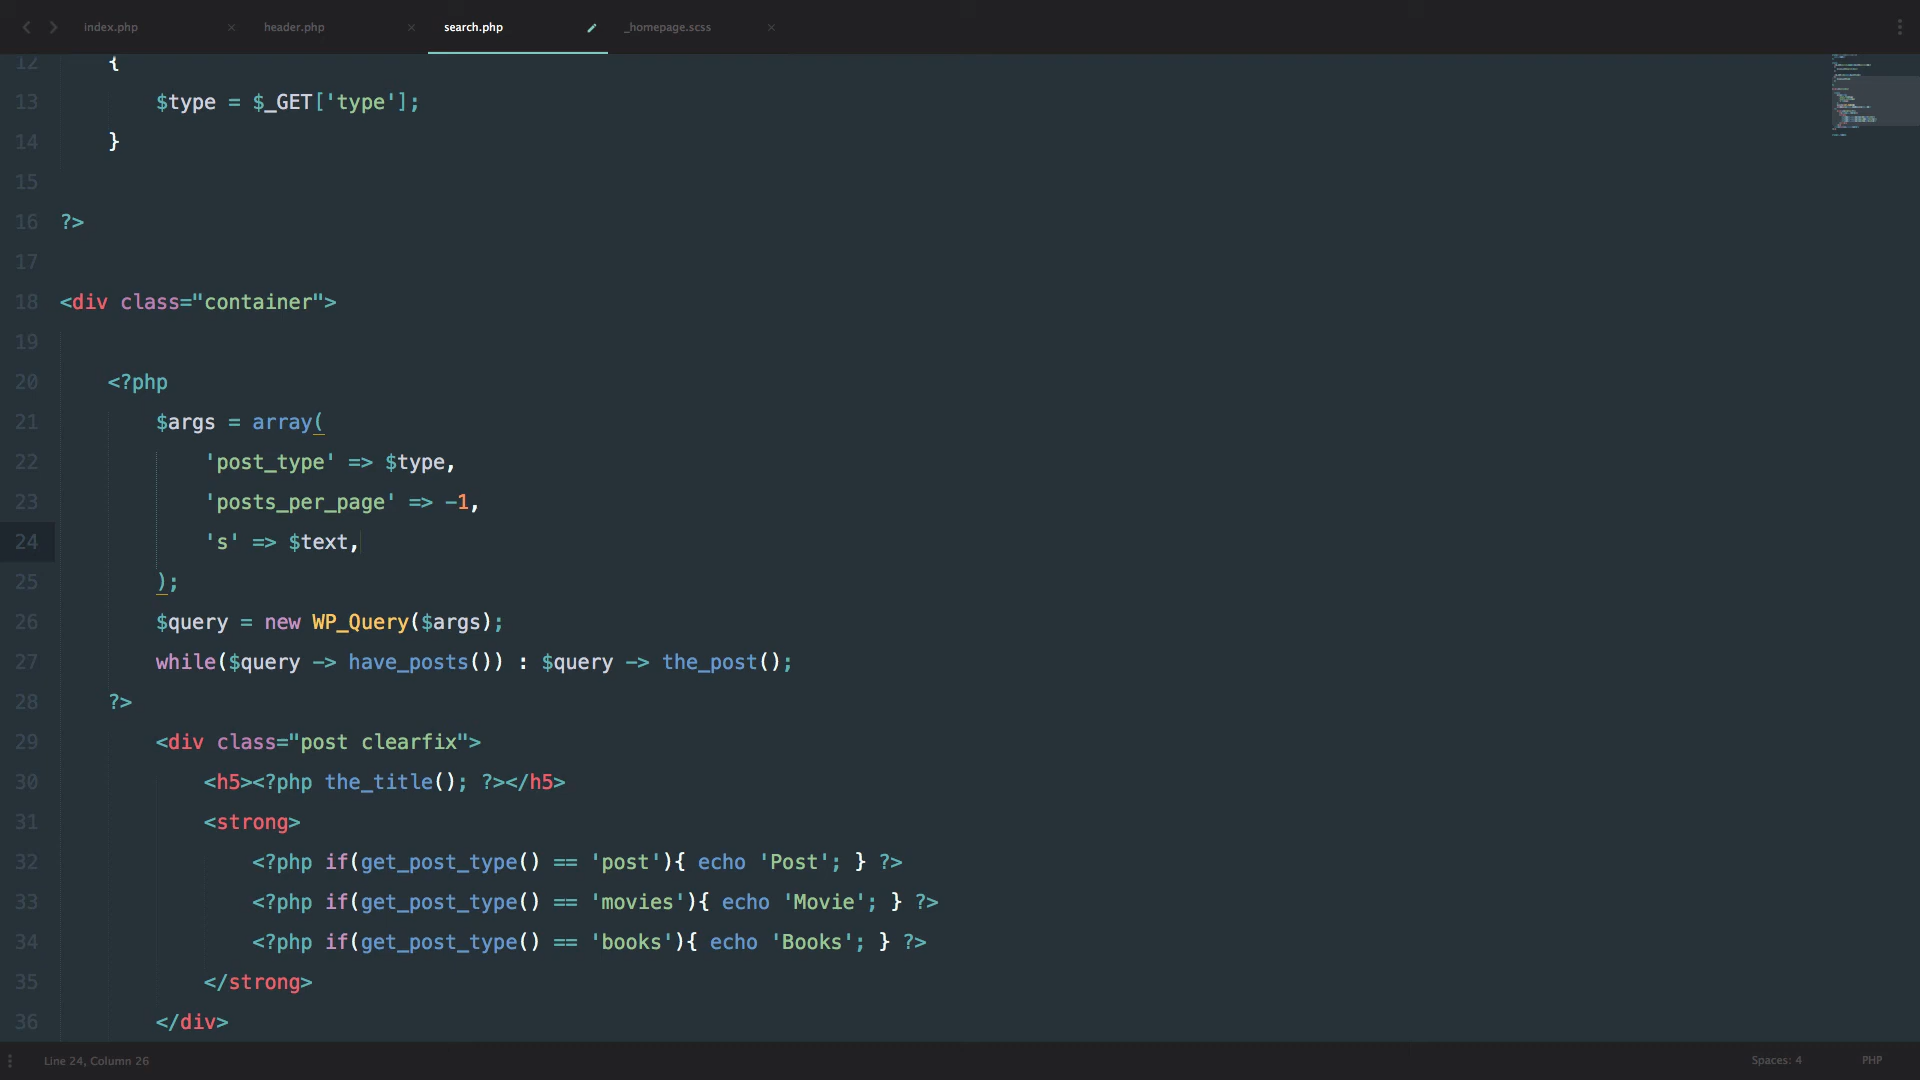 index.php × header.php × search.php _homepage.scss ×
12 {
13 $type = $_GET['type'];
14 }
15
16 ?>
17
18 <div class="container">
19
20 <?php
21 $args = array(
22 'post_type' => $type,
23 'posts_per_page' => -1,
24 's' => $text,
25 );
26 $query = new WP_Query($args);
27 while($query -> have_posts()) : $query -> the_post();
28 ?>
29 <div class="post clearfix">
30 <h5><?php the_title(); ?></h5>
31 <strong>
32 <?php if(get_post_type() == 'post'){ echo 'Post'; } ?>
33 <?php if(get_post_type() == 'movies'){ echo 'Movie'; } ?>
34 <?php if(get_post_type() == 'books'){ echo 'Books'; } ?>
35 </strong>
36 </div>
Line 24, Column 26 Spaces: 4 PHP